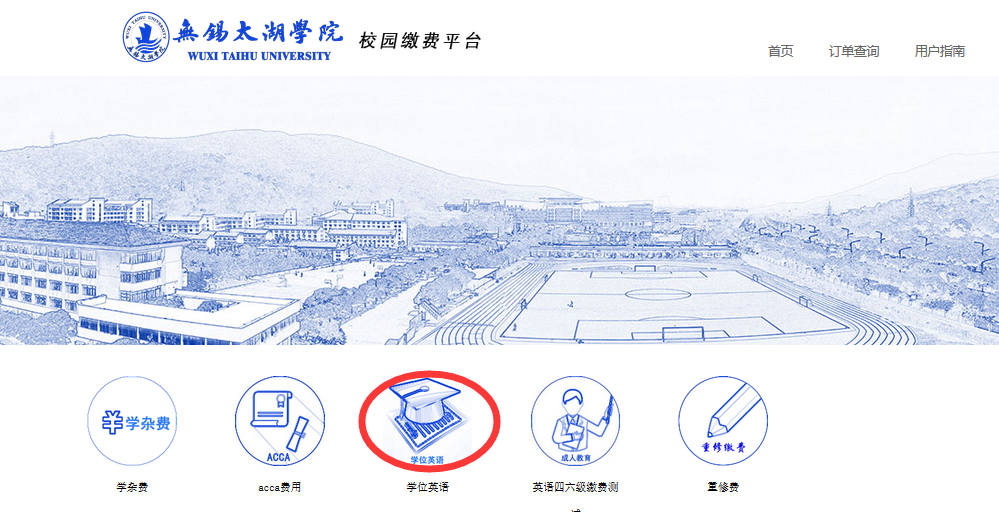 無錫太湖學院
WUXI TAIHU UNIVERSITY
校园缴费平台
首页
订单查询
用户指南
学杂费
ACCA
学位英语
成人教育
重修缴费
学杂费
acca费用
学位英语
英语四六级缴费测
试
重修费